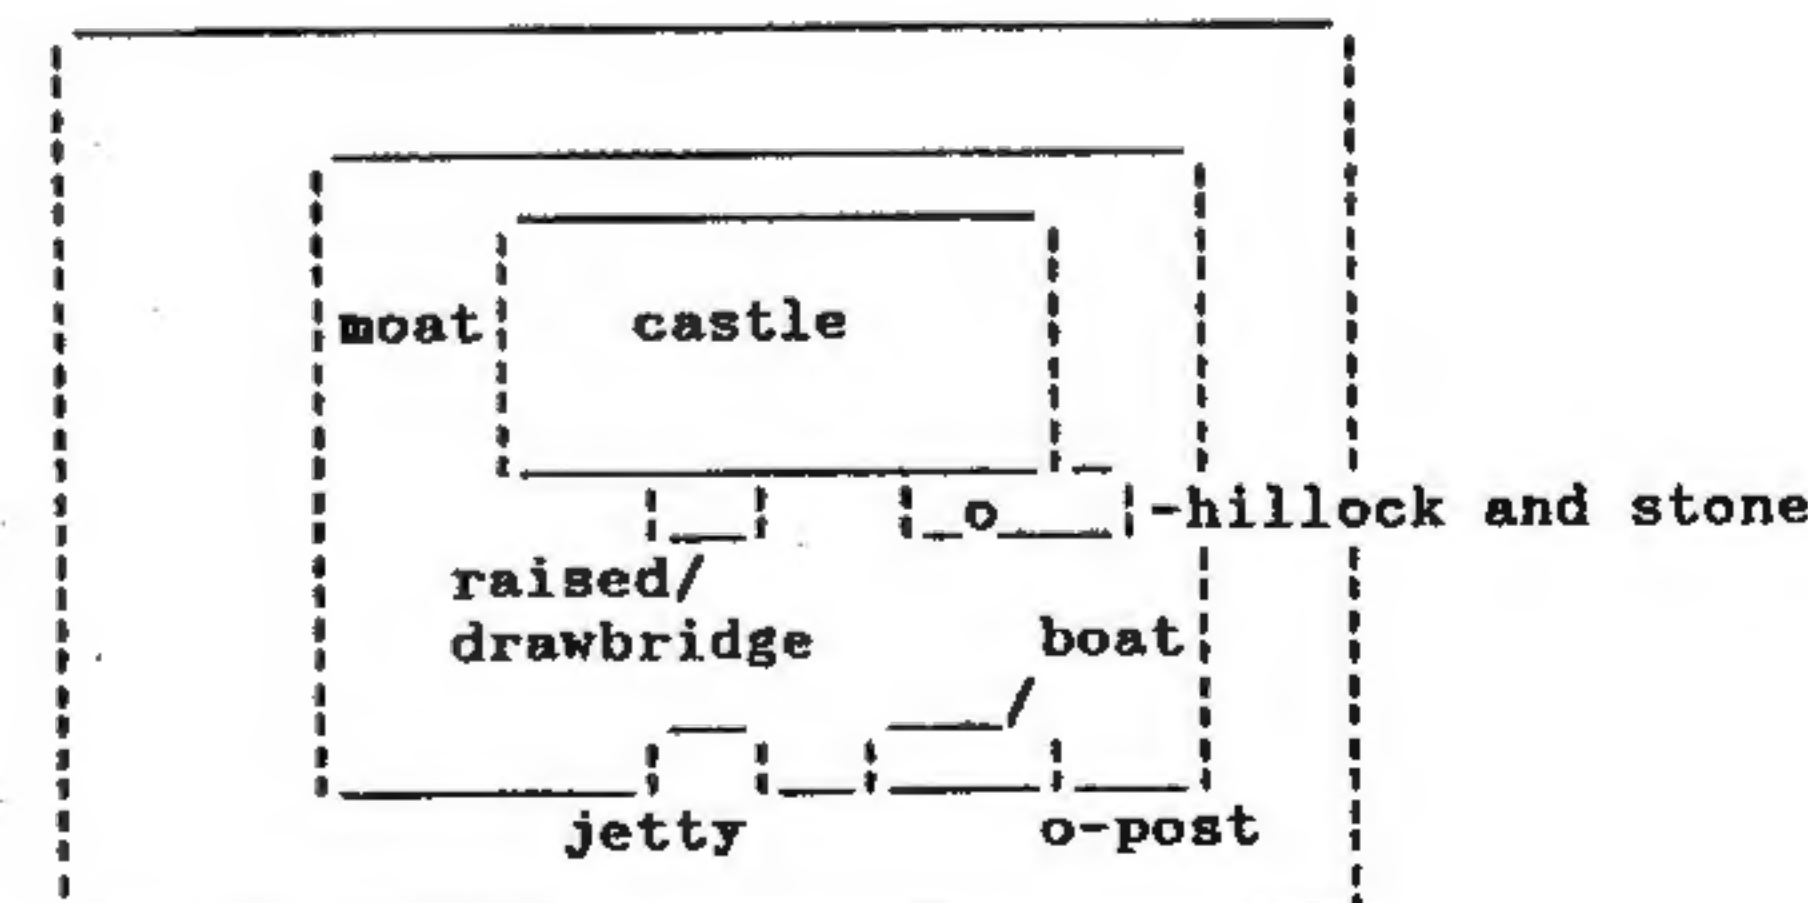 moat castle
o -hillock and stone
raised/
drawbridge boat
jetty o-post